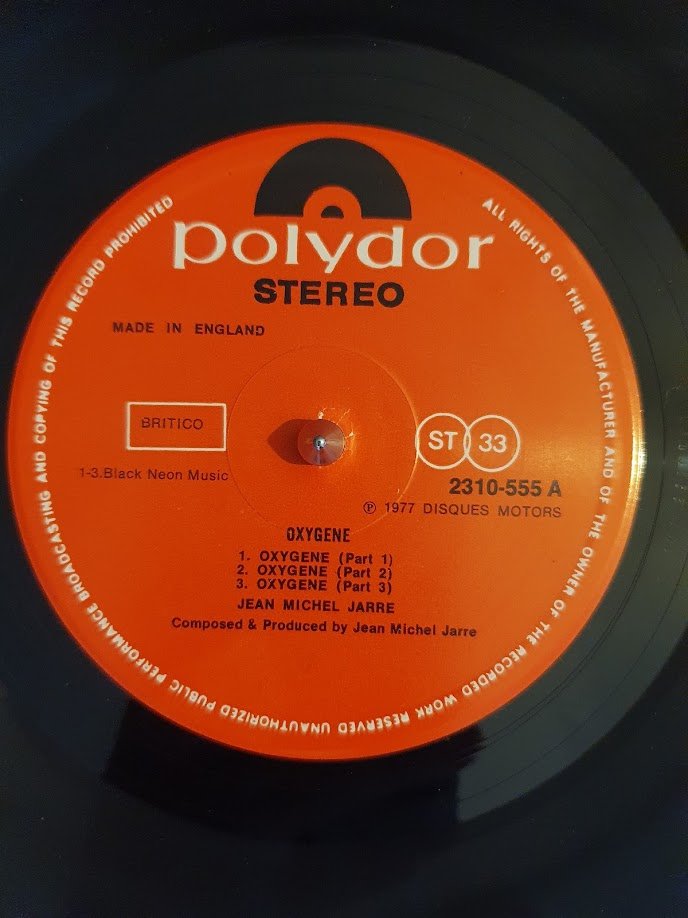 polydor
STEREO
MADE IN ENGLAND
BRITICO
ST 33
1-3.Black Neon Music
2310-555 A
℗ 1977 DISQUES MOTORS
OXYGENE
1. OXYGENE (Part 1)
2. OXYGENE (Part 2)
3. OXYGENE (Part 3)
JEAN MICHEL JARRE
Composed & Produced by Jean Michel Jarre
ALL RIGHTS OF THE MANUFACTURER AND OF THE OWNER OF THE RECORDED WORK RESERVED UNAUTHORIZED PUBLIC PERFORMANCE BROADCASTING AND COPYING OF THIS RECORD PROHIBITED